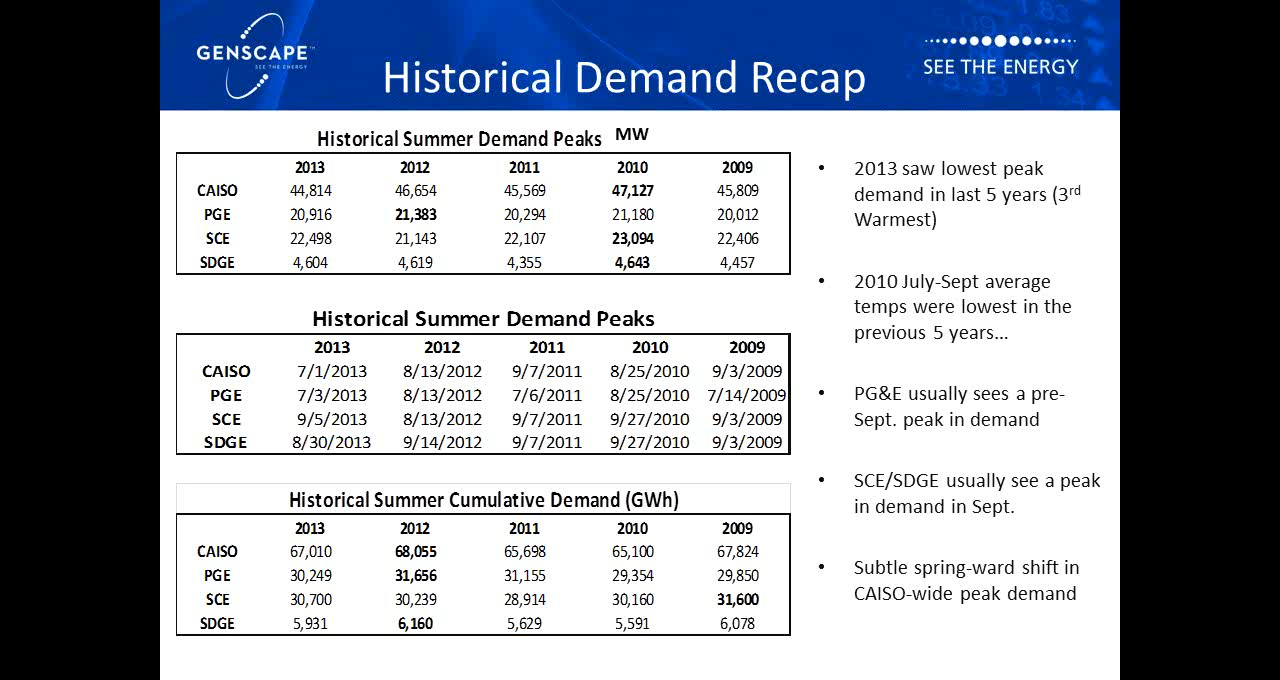 GENSCAPE™
SEE THE ENERGY
Historical Demand Recap
SEE THE ENERGY
Historical Summer Demand Peaks MW
2013 2012 2011 2010 2009
CAISO 44,814 46,654 45,569 47,127 45,809
PGE 20,916 21,383 20,294 21,180 20,012
SCE 22,498 21,143 22,107 23,094 22,406
SDGE 4,604 4,619 4,355 4,643 4,457
Historical Summer Demand Peaks
2013 2012 2011 2010 2009
CAISO 7/1/2013 8/13/2012 9/7/2011 8/25/2010 9/3/2009
PGE 7/3/2013 8/13/2012 7/6/2011 8/25/2010 7/14/2009
SCE 9/5/2013 8/13/2012 9/7/2011 9/27/2010 9/3/2009
SDGE 8/30/2013 9/14/2012 9/7/2011 9/27/2010 9/3/2009
Historical Summer Cumulative Demand (GWh)
2013 2012 2011 2010 2009
CAISO 67,010 68,055 65,698 65,100 67,824
PGE 30,249 31,656 31,155 29,354 29,850
SCE 30,700 30,239 28,914 30,160 31,600
SDGE 5,931 6,160 5,629 5,591 6,078
• 2013 saw lowest peak
demand in last 5 years (3rd
Warmest)
• 2010 July-Sept average
temps were lowest in the
previous 5 years...
• PG&E usually sees a pre-
Sept. peak in demand
• SCE/SDGE usually see a peak
in demand in Sept.
• Subtle spring-ward shift in
CAISO-wide peak demand